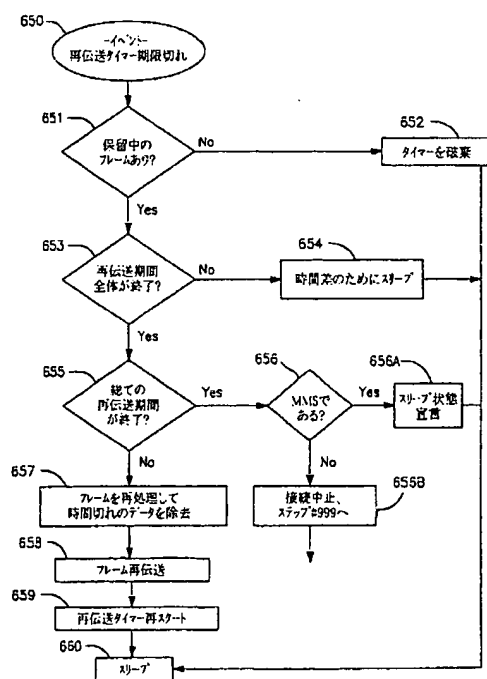 650
-イベント-
再伝送タイマー期限切れ
651
保留中の
フレームあり?
No
652
タイマーを破棄
Yes
653
再伝送期間
全体が終了?
No
654
時間差のためにスリープ
Yes
655
総ての
再伝送期間
が終了?
Yes
656
MMSで
ある?
Yes
656A
スリープ状態
宣言
No
No
657
フレームを再処理して
時間切れのデータを除去
接続中止、
ステップ#999へ
656B
658
フレーム再伝送
659
再伝送タイマー再スタート
660
スリープ